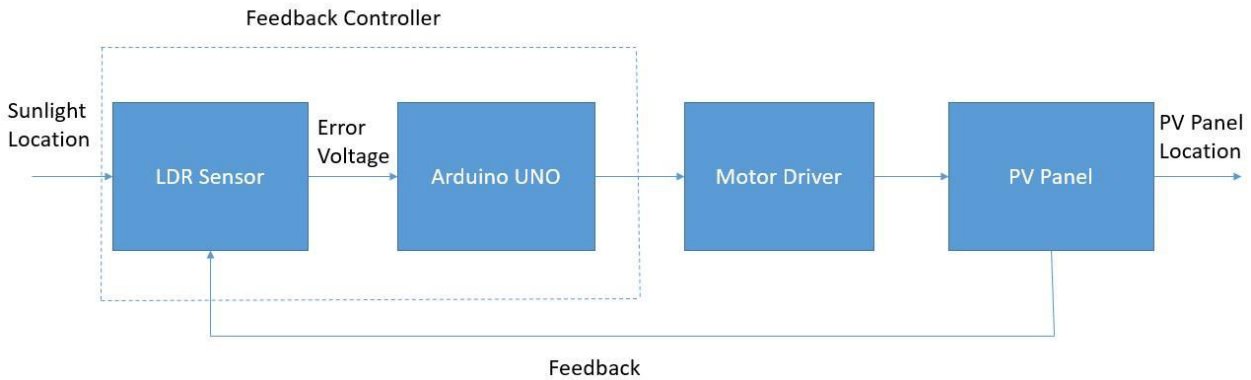 Feedback Controller
Sunlight
Location
LDR Sensor
Error
Voltage
Arduino UNO
Motor Driver
PV Panel
PV Panel
Location
Feedback